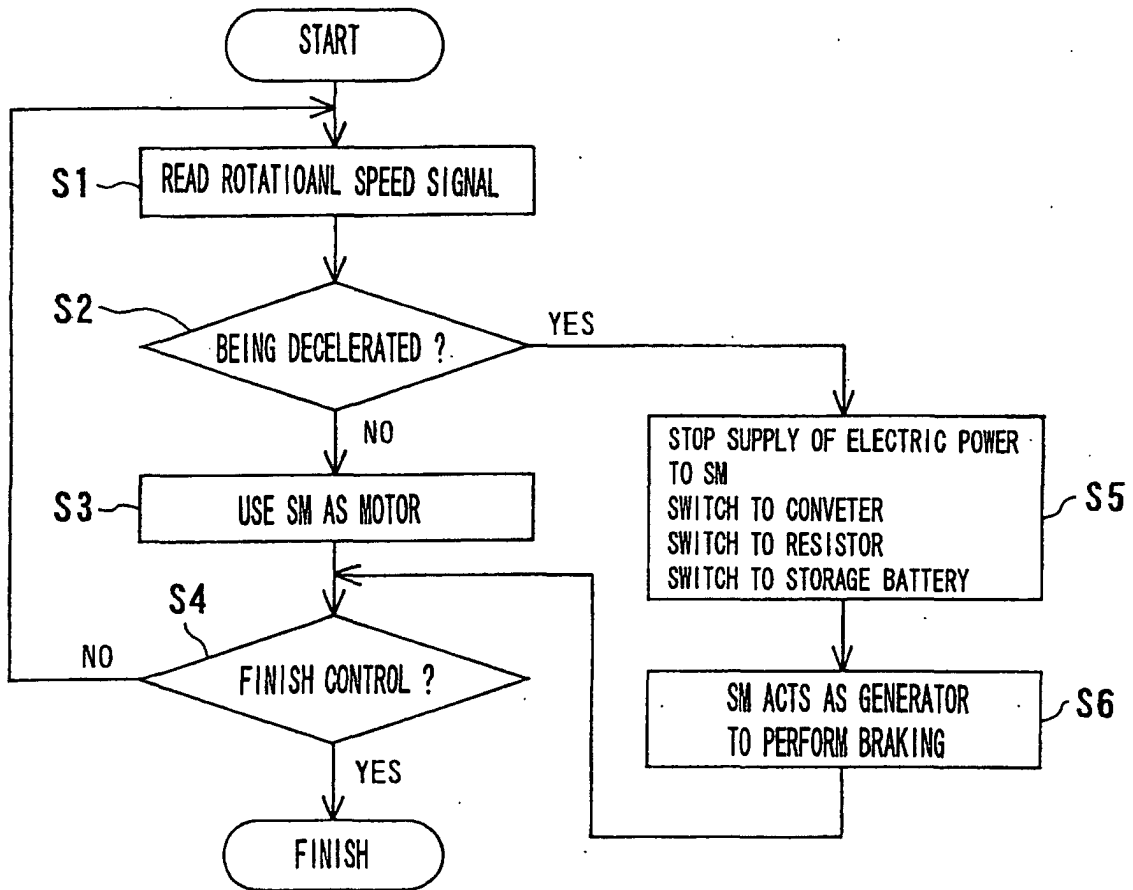 START
S1
READ ROTATIOANL SPEED SIGNAL
S2
BEING DECELERATED ?
YES
NO
STOP SUPPLY OF ELECTRIC POWER
TO SM
SWITCH TO CONVETER
SWITCH TO RESISTOR
SWITCH TO STORAGE BATTERY
S5
S3
USE SM AS MOTOR
S4
NO
FINISH CONTROL ?
YES
SM ACTS AS GENERATOR
TO PERFORM BRAKING
S6
FINISH